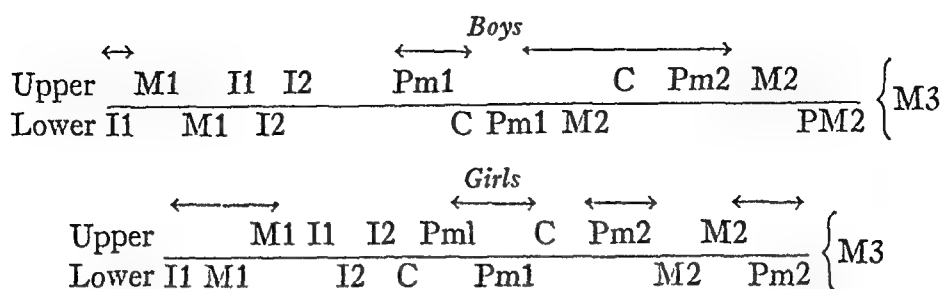 Boys
Upper M1 I1 I2 Pm1 C Pm2 M2
Lower I1 M1 I2 C Pm1 M2 PM2
M3
Girls
Upper M1 I1 I2 Pm1 C Pm2 M2
Lower I1 M1 I2 C Pm1 M2 Pm2
M3